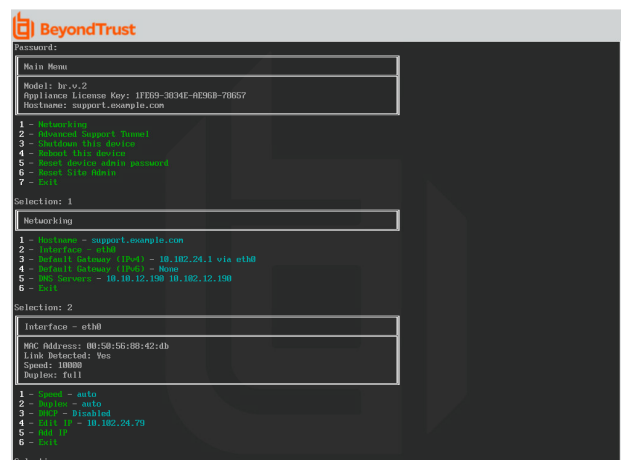 BeyondTrust
Password:
Main Menu
Model: br.v.2
Appliance License Key: 1FE69-3834E-AE96B-78657
Hostname: support.example.com
1 - Networking
2 - Advanced Support Tunnel
3 - Shutdown this device
4 - Reboot this device
5 - Reset device admin password
6 - Reset Site Admin
7 - Exit
Selection: 1
Networking
1 - Hostname - support.example.com
2 - Interface - eth0
3 - Default Gateway (IPv4) - 10.102.24.1 via eth0
4 - Default Gateway (IPv6) - None
5 - DNS Servers - 10.10.12.190 10.102.12.190
6 - Exit
Selection: 2
Interface - eth0
MAC Address: 00:50:56:88:42:db
Link Detected: Yes
Speed: 10000
Duplex: full
1 - Speed - auto
2 - Duplex - auto
3 - DHCP - Disabled
4 - Edit IP - 10.102.24.79
5 - Add IP
6 - Exit